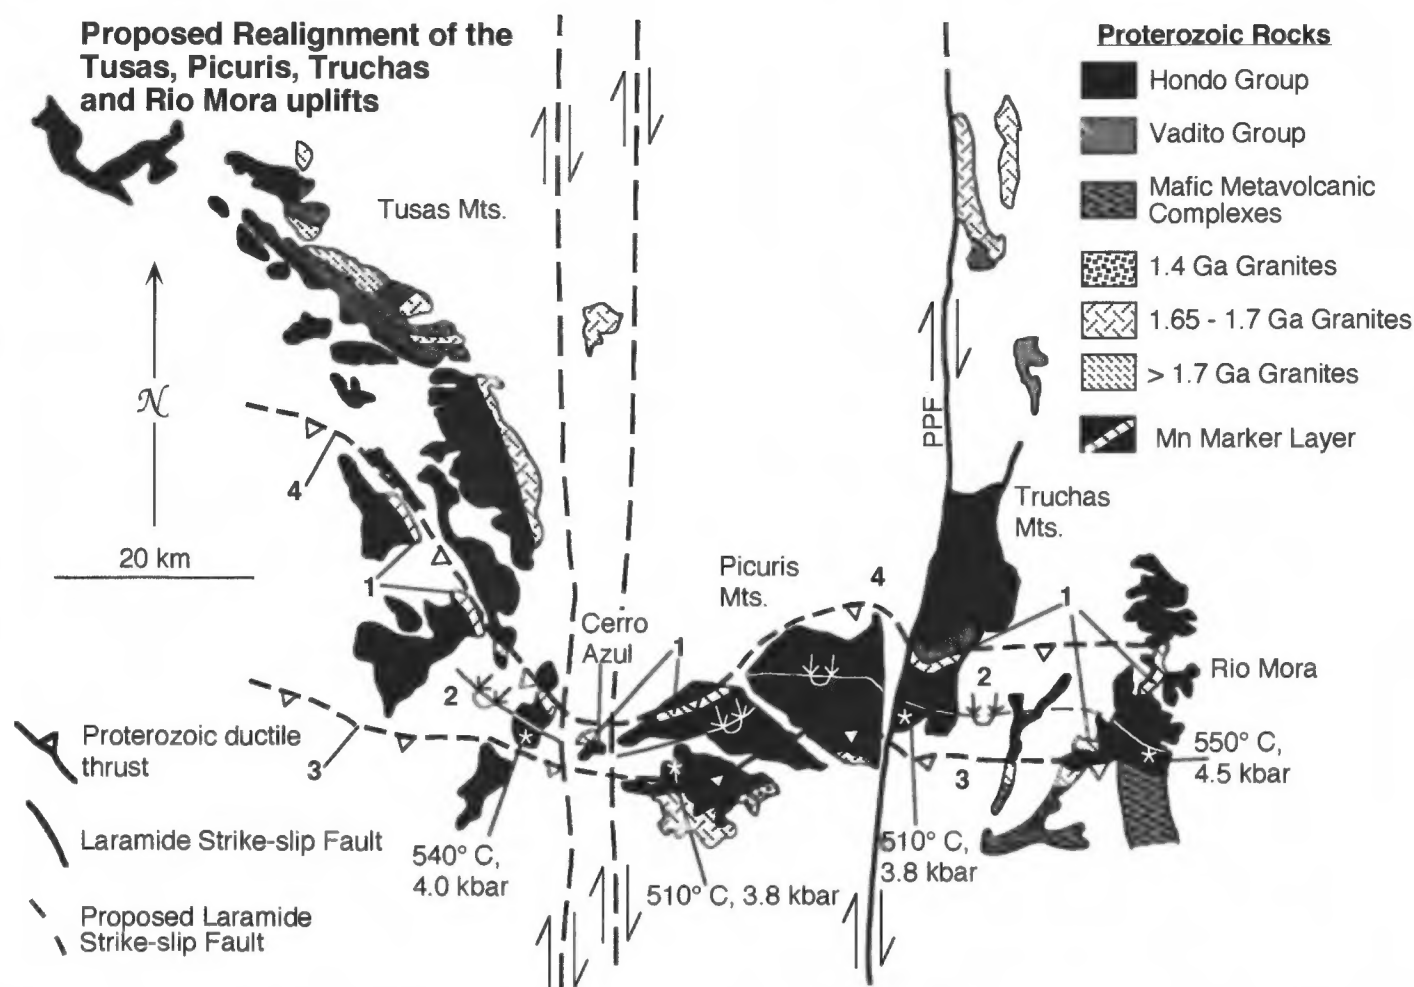 Proposed Realignment of the
Tusas, Picuris, Truchas
and Rio Mora uplifts
Proterozoic Rocks
Hondo Group
Vadito Group
Mafic Metavolcanic
Complexes
1.4 Ga Granites
1.65 - 1.7 Ga Granites
> 1.7 Ga Granites
Mn Marker Layer
Tusas Mts.
N
20 km
PPF
Truchas
Mts.
Picuris
Mts.
Cerro
Azul
Rio Mora
4
1
4
1
1
2
2
3
3
540° C,
4.0 kbar
510° C, 3.8 kbar
510° C,
3.8 kbar
550° C,
4.5 kbar
Proterozoic ductile
thrust
Laramide Strike-slip Fault
Proposed Laramide
Strike-slip Fault